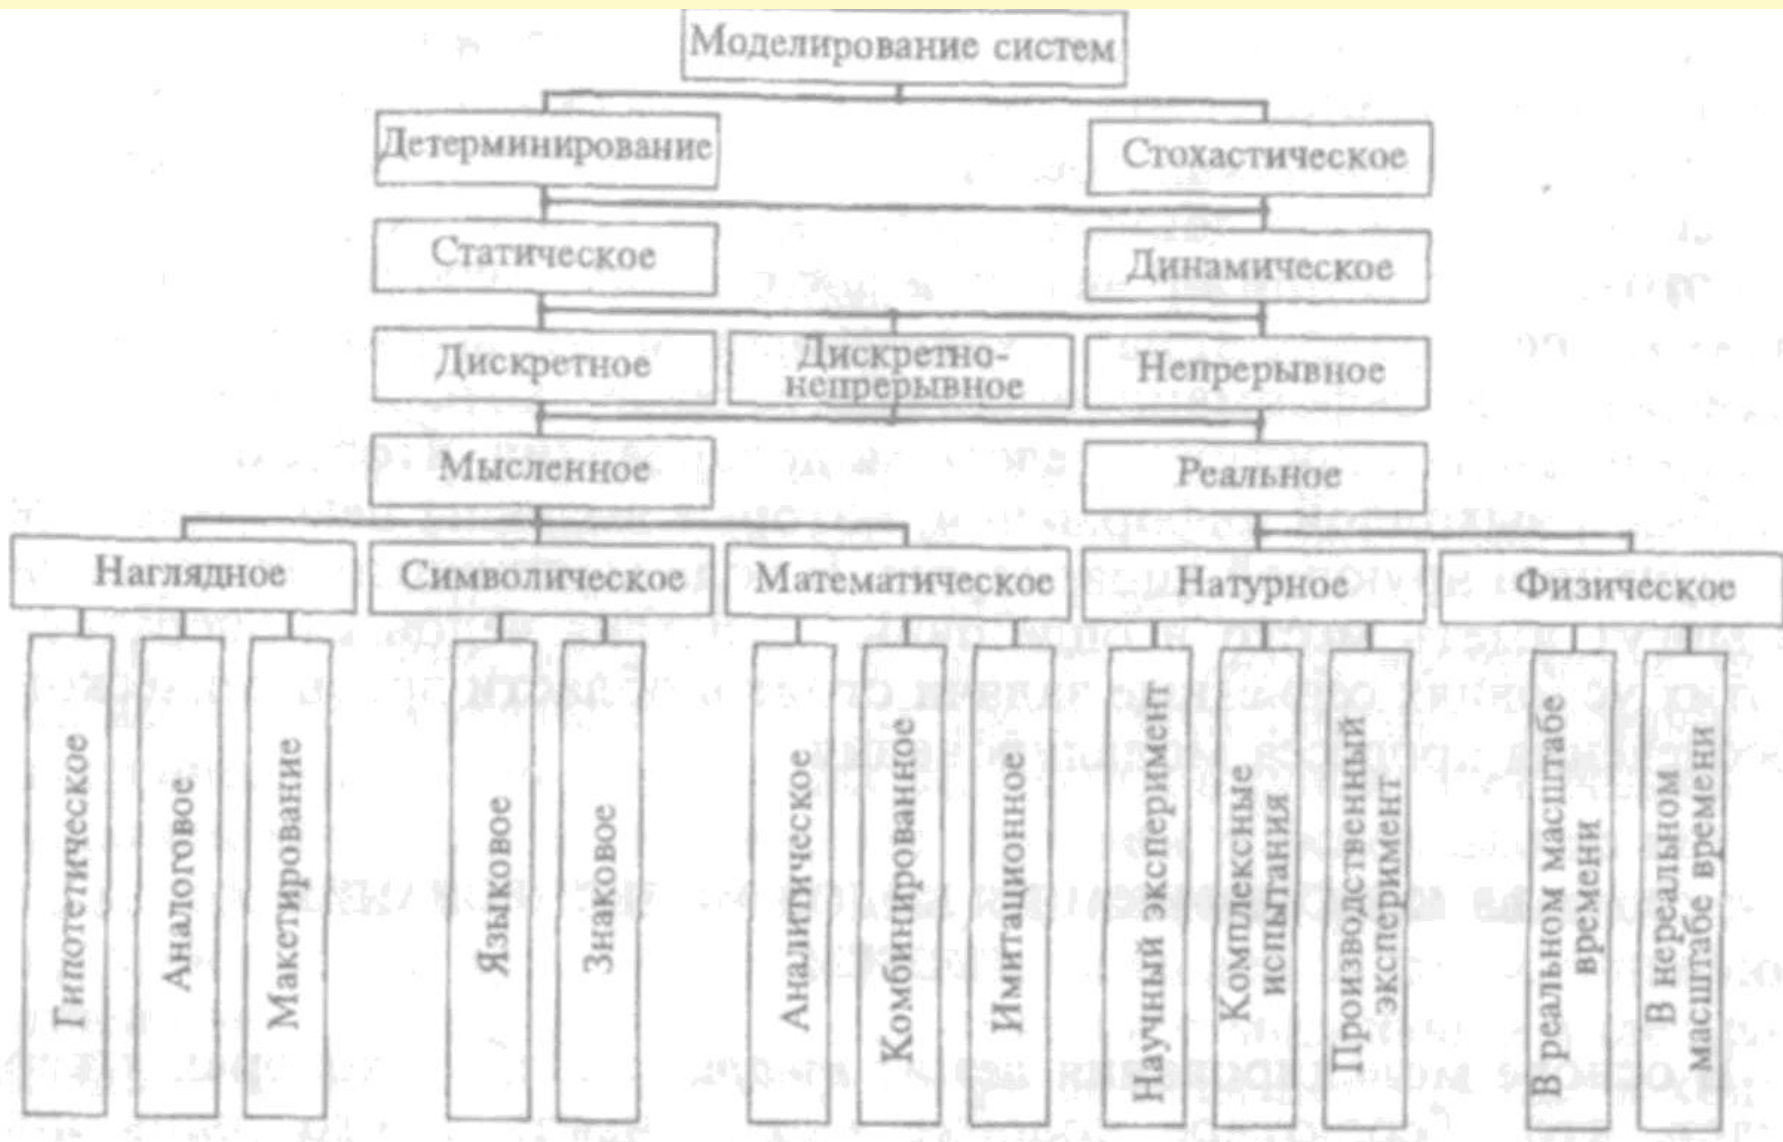 Моделирование систем
Детерминирование
Стохастическое
Статическое
Динамическое
Дискретное
Дискретно-
непрерывное
Непрерывное
Мысленное
Реальное
Наглядное
Символическое
Математическое
Натурное
Физическое
Гипотетическое
Аналоговое
Макетирование
Языковое
Знаковое
Аналитическое
Комбинированное
Имитационное
Научный эксперимент
Комплексные
испытания
Производственный
эксперимент
В реальном масштабе
времени
В нереальном
масштабе времени